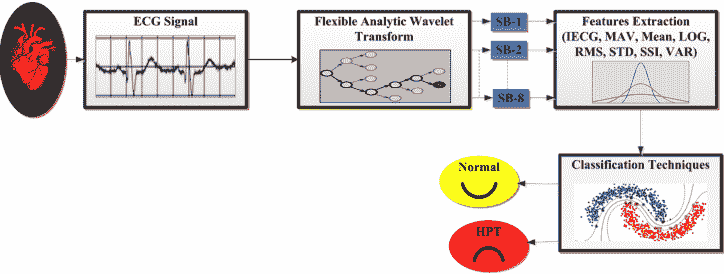 ECG Signal
Flexible Analytic Wavelet
Transform
SB-1
SB-2
SB-8
Features Extraction
(IECG, MAV, Mean, LOG,
RMS, STD, SSI, VAR)
Classification Techniques
Normal
HPT